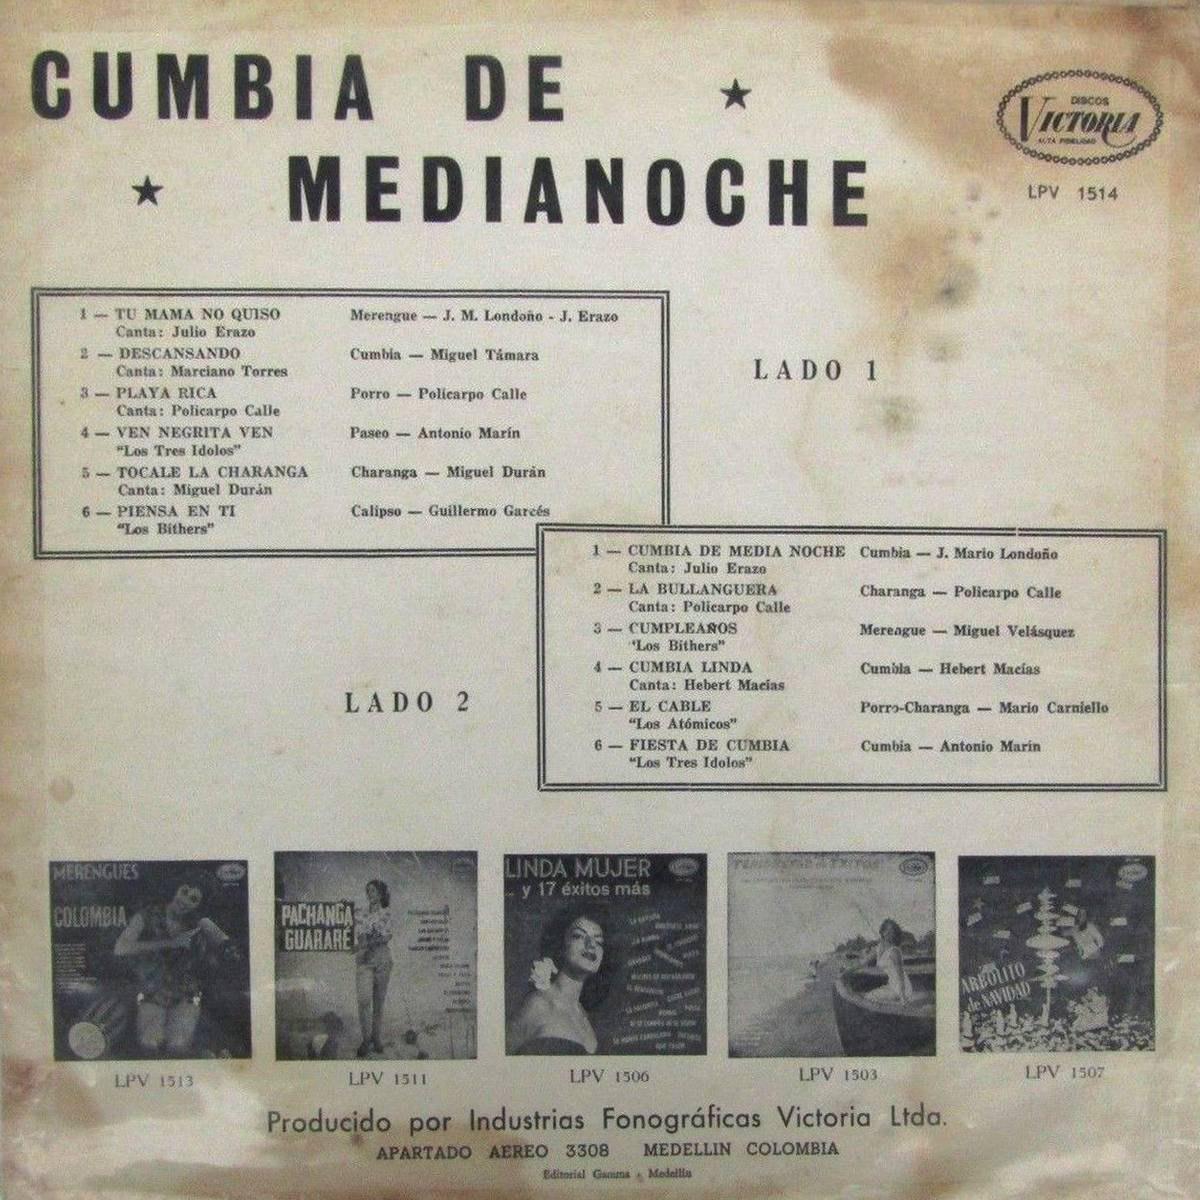 CUMBIA DE
MEDIANOCHE
DISCOS
VICTORIA
ALTA FIDELIDAD
LPV 1514
1 — TU MAMA NO QUISO Merengue — J. M. Londoño - J. Erazo
Canta: Julio Erazo
2 — DESCANSANDO Cumbia — Miguel Támara
Canta: Marciano Torres
3 — PLAYA RICA Porro — Policarpo Calle
Canta: Policarpo Calle
4 — VEN NEGRITA VEN Paseo — Antonio Marín
“Los Tres Idolos”
5 — TOCALE LA CHARANGA Charanga — Miguel Durán
Canta: Miguel Durán
6 — PIENSA EN TI Calipso — Guillermo Garcés
“Los Bithers”
LADO 1
1 — CUMBIA DE MEDIA NOCHE Cumbia — J. Mario Londoño
Canta: Julio Erazo
2 — LA BULLANGUERA Charanga — Policarpo Calle
Canta: Policarpo Calle
3 — CUMPLEAÑOS Merengue — Miguel Velásquez
“Los Bithers”
4 — CUMBIA LINDA Cumbia — Hebert Macías
Canta: Hebert Macías
5 — EL CABLE Porro-Charanga — Mario Carniello
“Los Atómicos”
6 — FIESTA DE CUMBIA Cumbia — Antonio Marín
“Los Tres Idolos”
LADO 2
MERENGUES
COLOMBIA
PACHANGA
GUARARÉ
LINDA MUJER
.. y 17 éxitos más
ARBOLITO
de NAVIDAD
LPV 1513
LPV 1511
LPV 1506
LPV 1503
LPV 1507
Producido por Industrias Fonográficas Victoria Ltda.
APARTADO AEREO 3308 MEDELLIN COLOMBIA
Editorial Gamma - Medellín